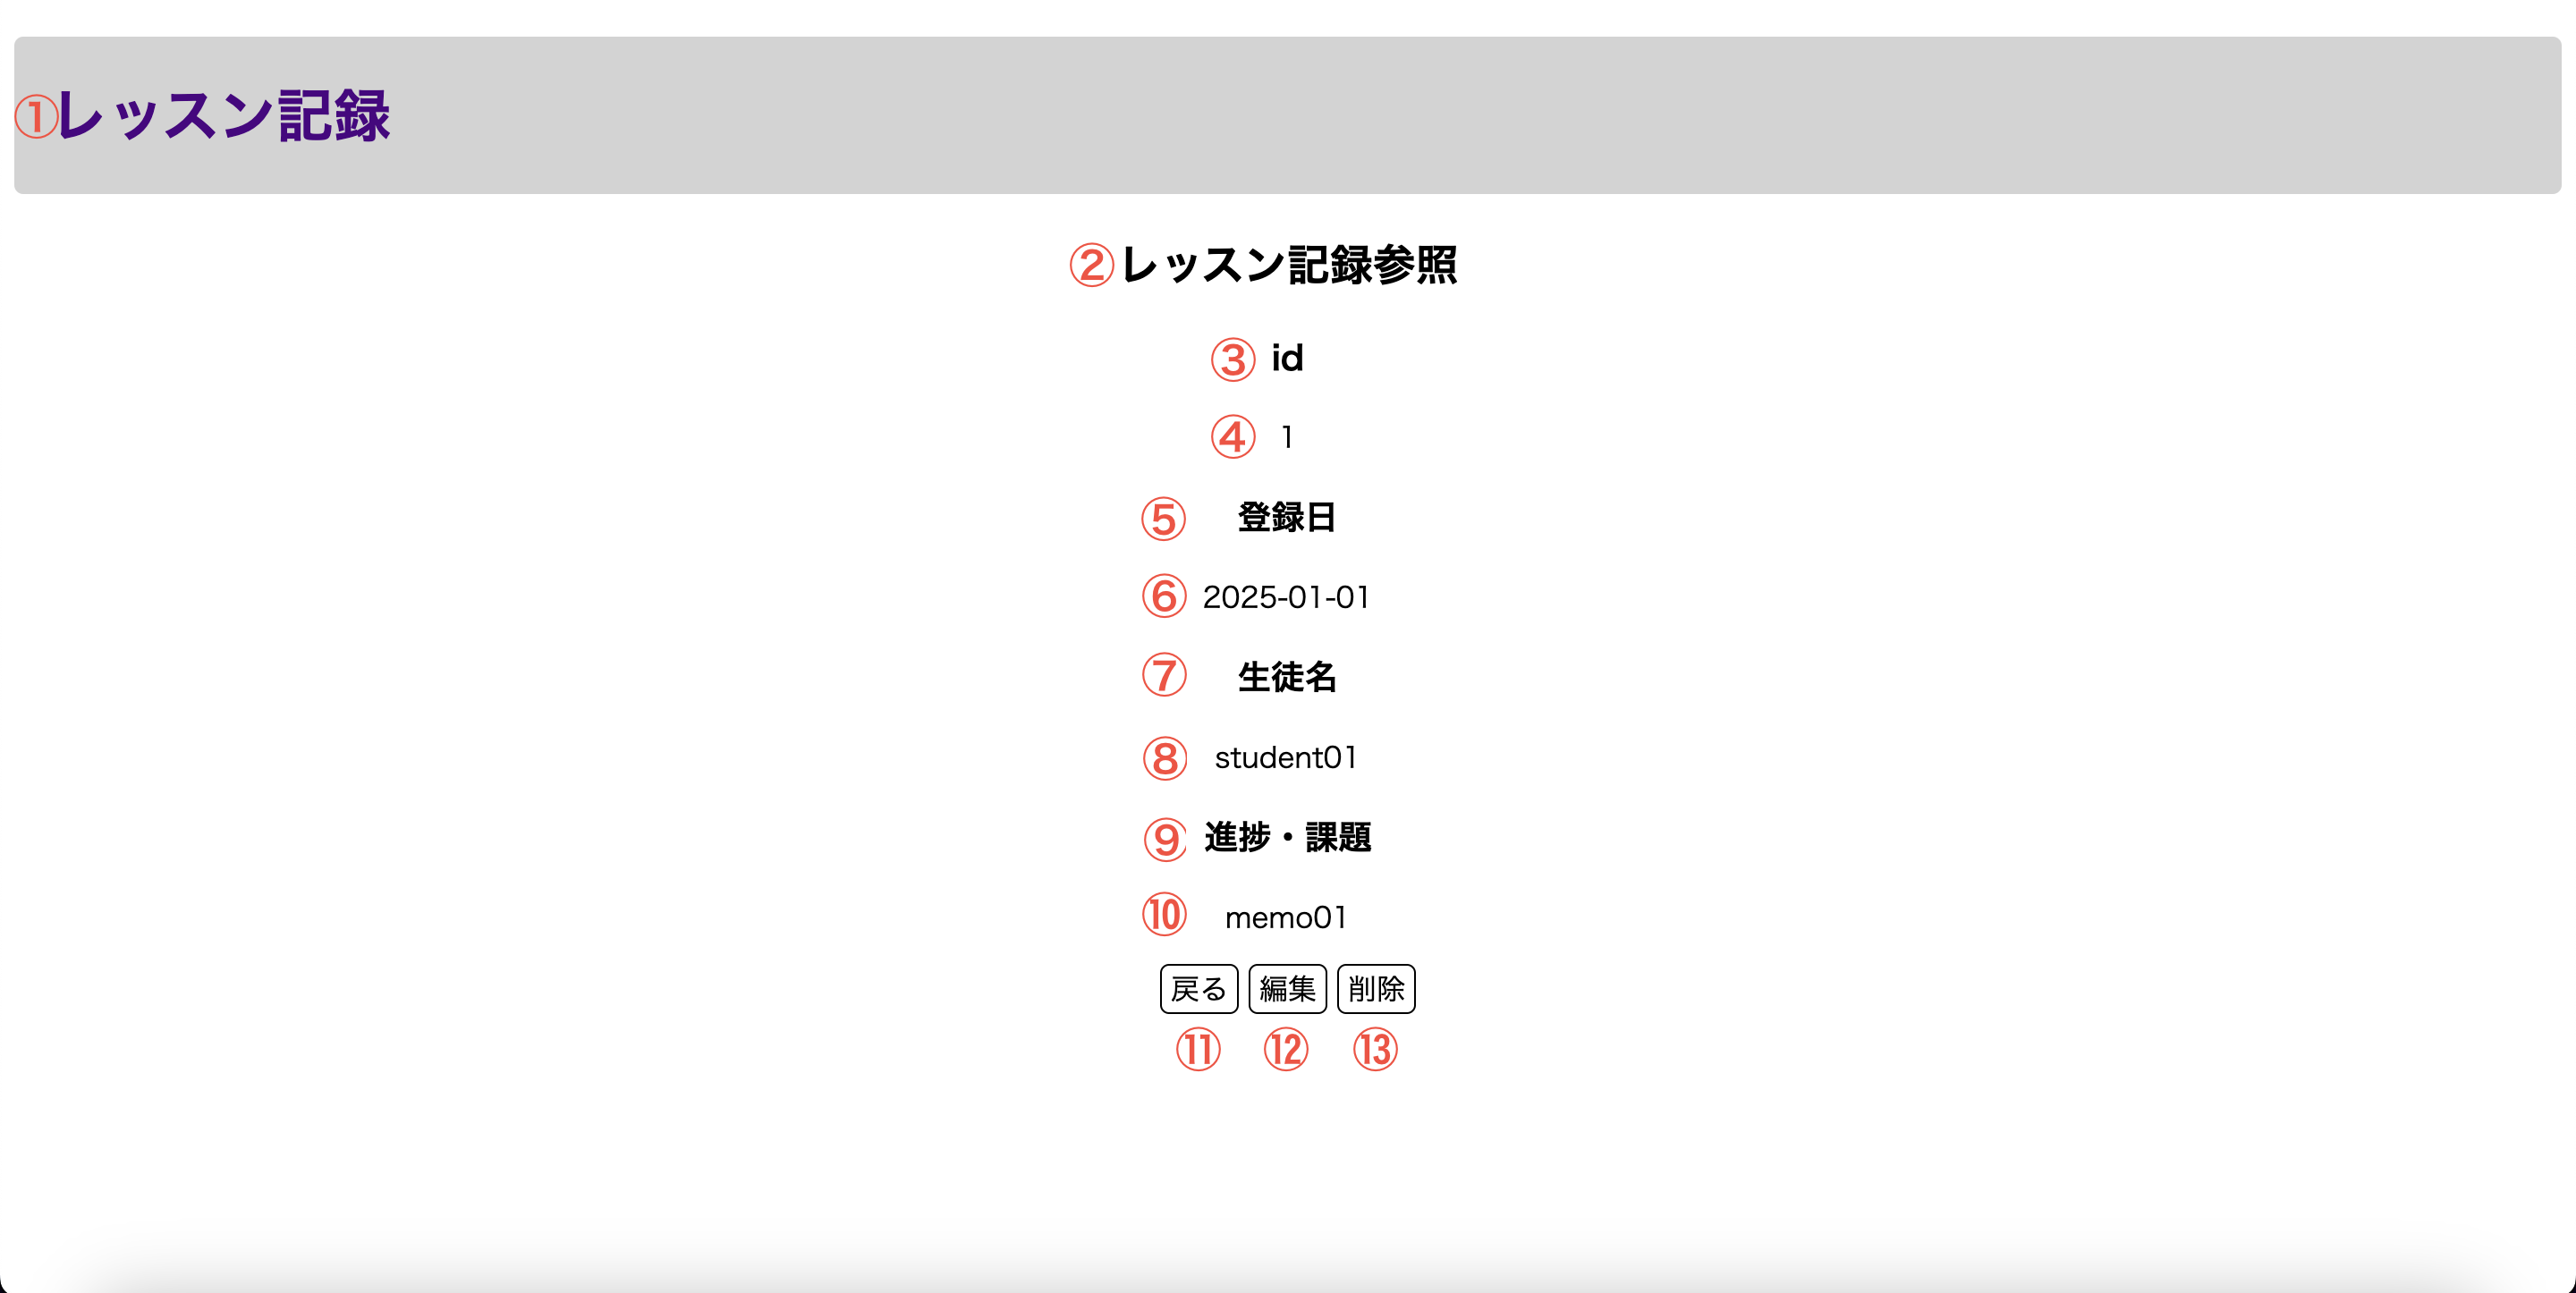 ①レッスン記録
②レッスン記録参照
③ id
④ 1
⑤ 登録日
⑥ 2025-01-01
⑦ 生徒名
⑧ student01
⑨ 進捗・課題
⑩ memo01
戻る 編集 削除
⑪ ⑫ ⑬